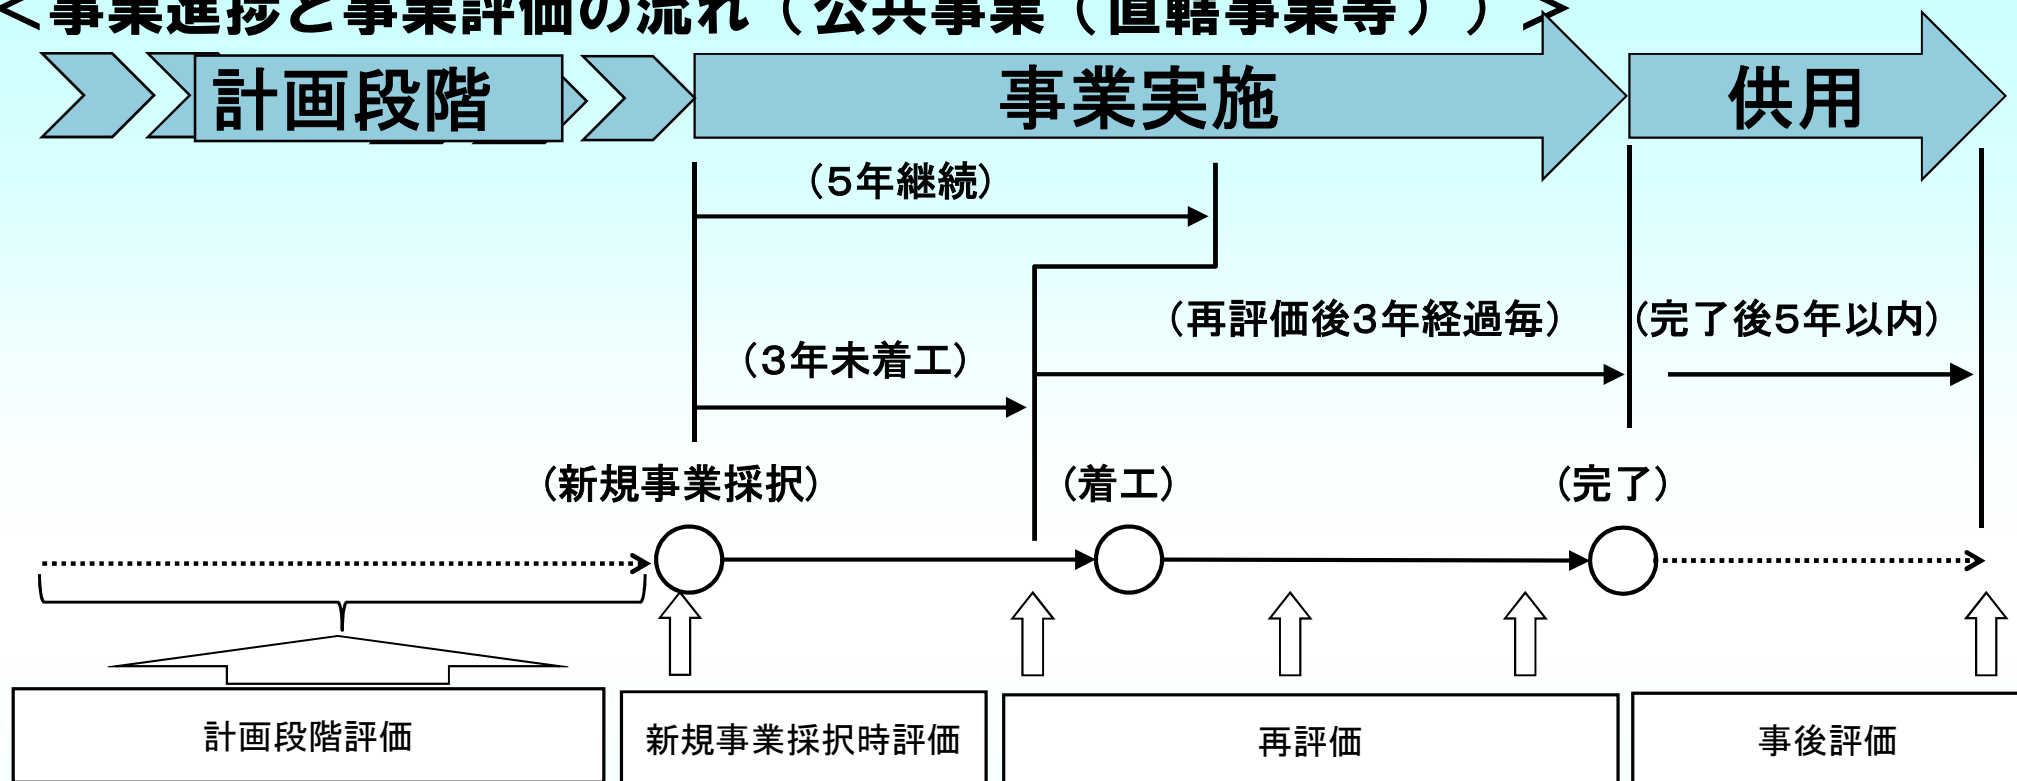 ＜事業進捗と事業評価の流れ（公共事業（直轄事業等））＞
計画段階
事業実施
供用
（５年継続）
（再評価後３年経過毎）
（完了後５年以内）
（３年未着工）
（新規事業採択）
（着工）
（完了）
計画段階評価
新規事業採択時評価
再評価
事後評価